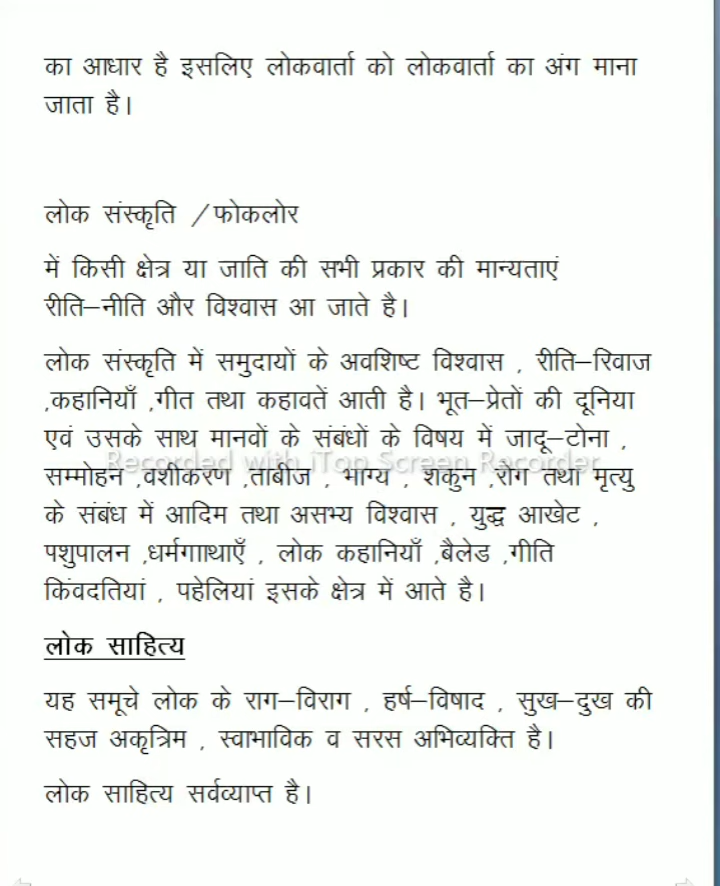 का आधार है इसलिए लोकवार्ता को लोकवार्ता का अंग माना
जाता है।
लोक संस्कृति / फोकलोर
में किसी क्षेत्र या जाति की सभी प्रकार की मान्यताएं
रीति–नीति और विश्वास आ जाते है।
लोक संस्कृति में समुदायों के अवशिष्ट विश्वास , रीति–रिवाज
,कहानियाँ ,गीत तथा कहावतें आती है। भूत–प्रेतों की दूनिया
एवं उसके साथ मानवों के संबंधों के विषय में जादू–टोना ,
Recorded with iTop Screen Recorder
सम्मोहन ,वशीकरण ,ताबीज , भाग्य , शकुन ,रोग तथा मृत्यु
के संबंध में आदिम तथा असभ्य विश्वास , युद्ध आखेट ,
पशुपालन ,धर्मगााथाएँ , लोक कहानियाँ ,बैलेड ,गीति
किंवदतियां , पहेलियां इसके क्षेत्र में आते है।
लोक साहित्य
यह समूचे लोक के राग–विराग , हर्ष–विषाद , सुख–दुख की
सहज अकृत्रिम , स्वाभाविक व सरस अभिव्यक्ति है।
लोक साहित्य सर्वव्याप्त है।